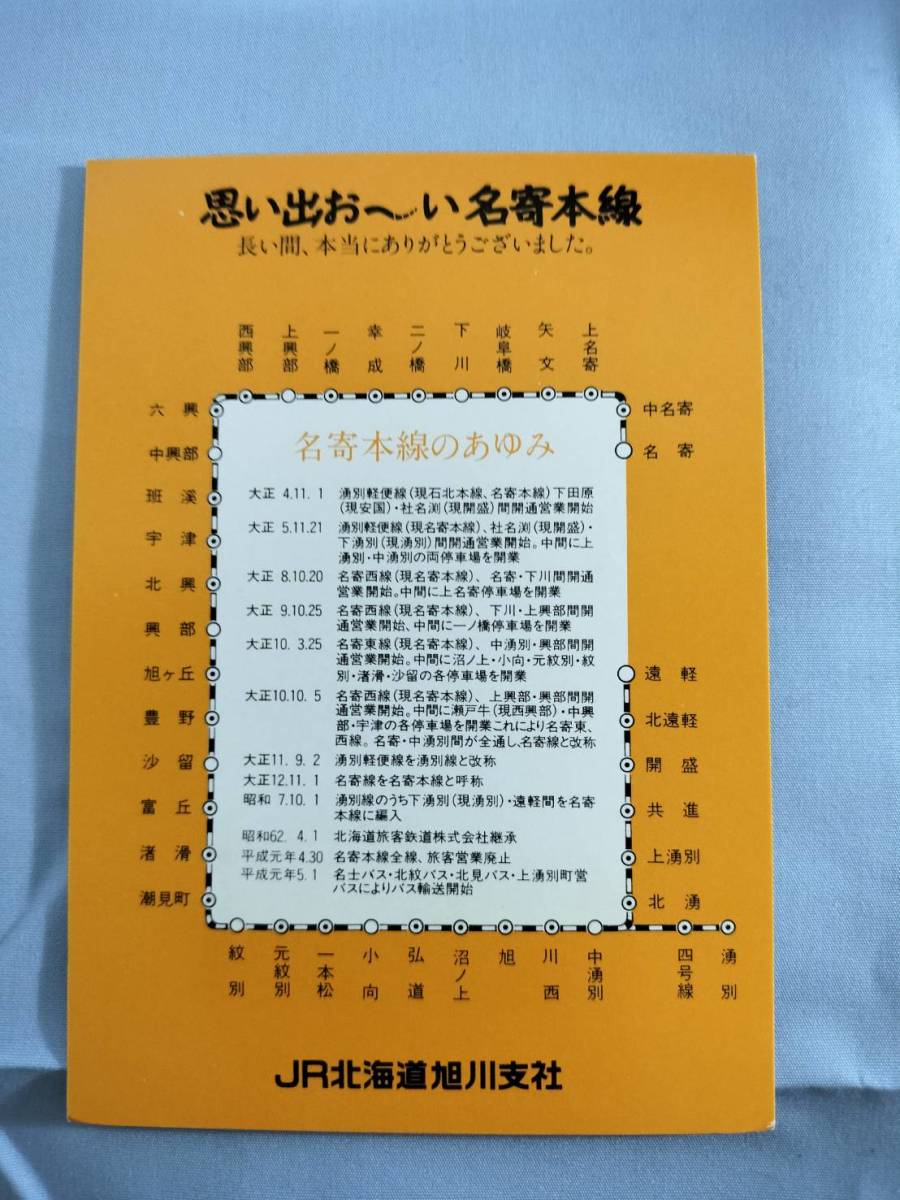 思い出お〜い名寄本線
長い間、本当にありがとうございました。
西興部
上興部
一ノ橋
幸成
二ノ橋
下川
岐阜橋
矢文
上名寄
六興
中興部
班溪
宇津
北興
興部
旭ヶ丘
豊野
沙留
富丘
渚滑
潮見町
中名寄
名寄
名寄本線のあゆみ
大正 4.11. 1 湧別軽便線(現石北本線、名寄本線)下田原
(現安国)・社名渕(現開盛)間開通営業開始
大正 5.11.21 湧別軽便線(現名寄本線)、社名渕(現開盛)・
下湧別(現湧別)間開通営業開始。中間に上
湧別・中湧別の両停車場を開業
大正 8.10.20 名寄西線(現名寄本線)、名寄・下川間開通
営業開始。中間に上名寄停車場を開業
大正 9.10.25 名寄西線(現名寄本線)、下川・上興部間開
通営業開始、中間に一ノ橋停車場を開業
大正10. 3.25 名寄東線(現名寄本線)、中湧別・興部間開
通営業開始。中間に沼ノ上・小向・元紋別・紋
別・渚滑・沙留の各停車場を開業
大正10.10. 5 名寄西線(現名寄本線)、上興部・興部間開
通営業開始。中間に瀬戸牛(現西興部)・中興
部・宇津の各停車場を開業これにより名寄東、
西線。名寄・中湧別間が全通し、名寄線と改称
大正11. 9. 2 湧別軽便線を湧別線と改称
大正12.11. 1 名寄線を名寄本線と呼称
昭和 7.10. 1 湧別線のうち下湧別(現湧別)・遠軽間を名寄
本線に編入
昭和62. 4.1 北海道旅客鉄道株式会社継承
平成元年4.30 名寄本線全線、旅客営業廃止
平成元年5.1 名士バス・北紋バス・北見バス・上湧別町営
バスによりバス輸送開始
遠軽
北遠軽
開盛
共進
上湧別
北湧
紋別
元紋別
一本松
小向
弘道
沼ノ上
旭
川西
中湧別
四号線
湧別
JR北海道旭川支社